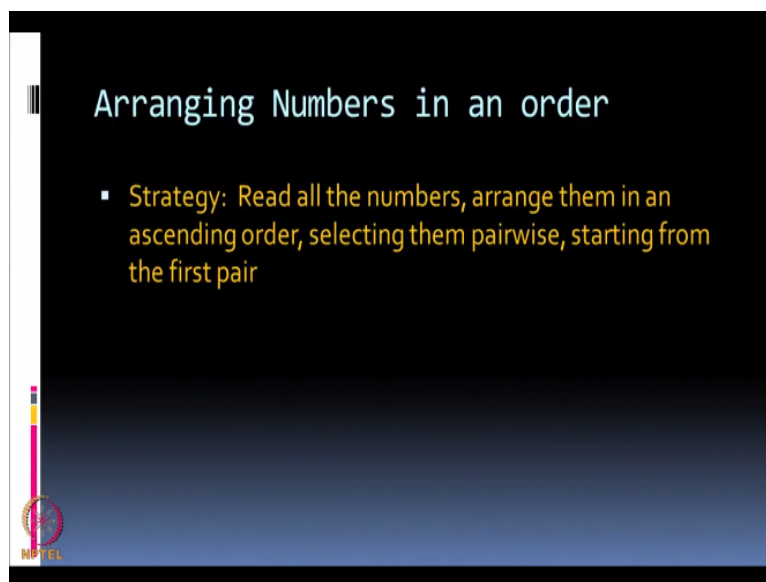 Arranging Numbers in an order
▪ Strategy: Read all the numbers, arrange them in an
ascending order, selecting them pairwise, starting from
the first pair
NPTEL